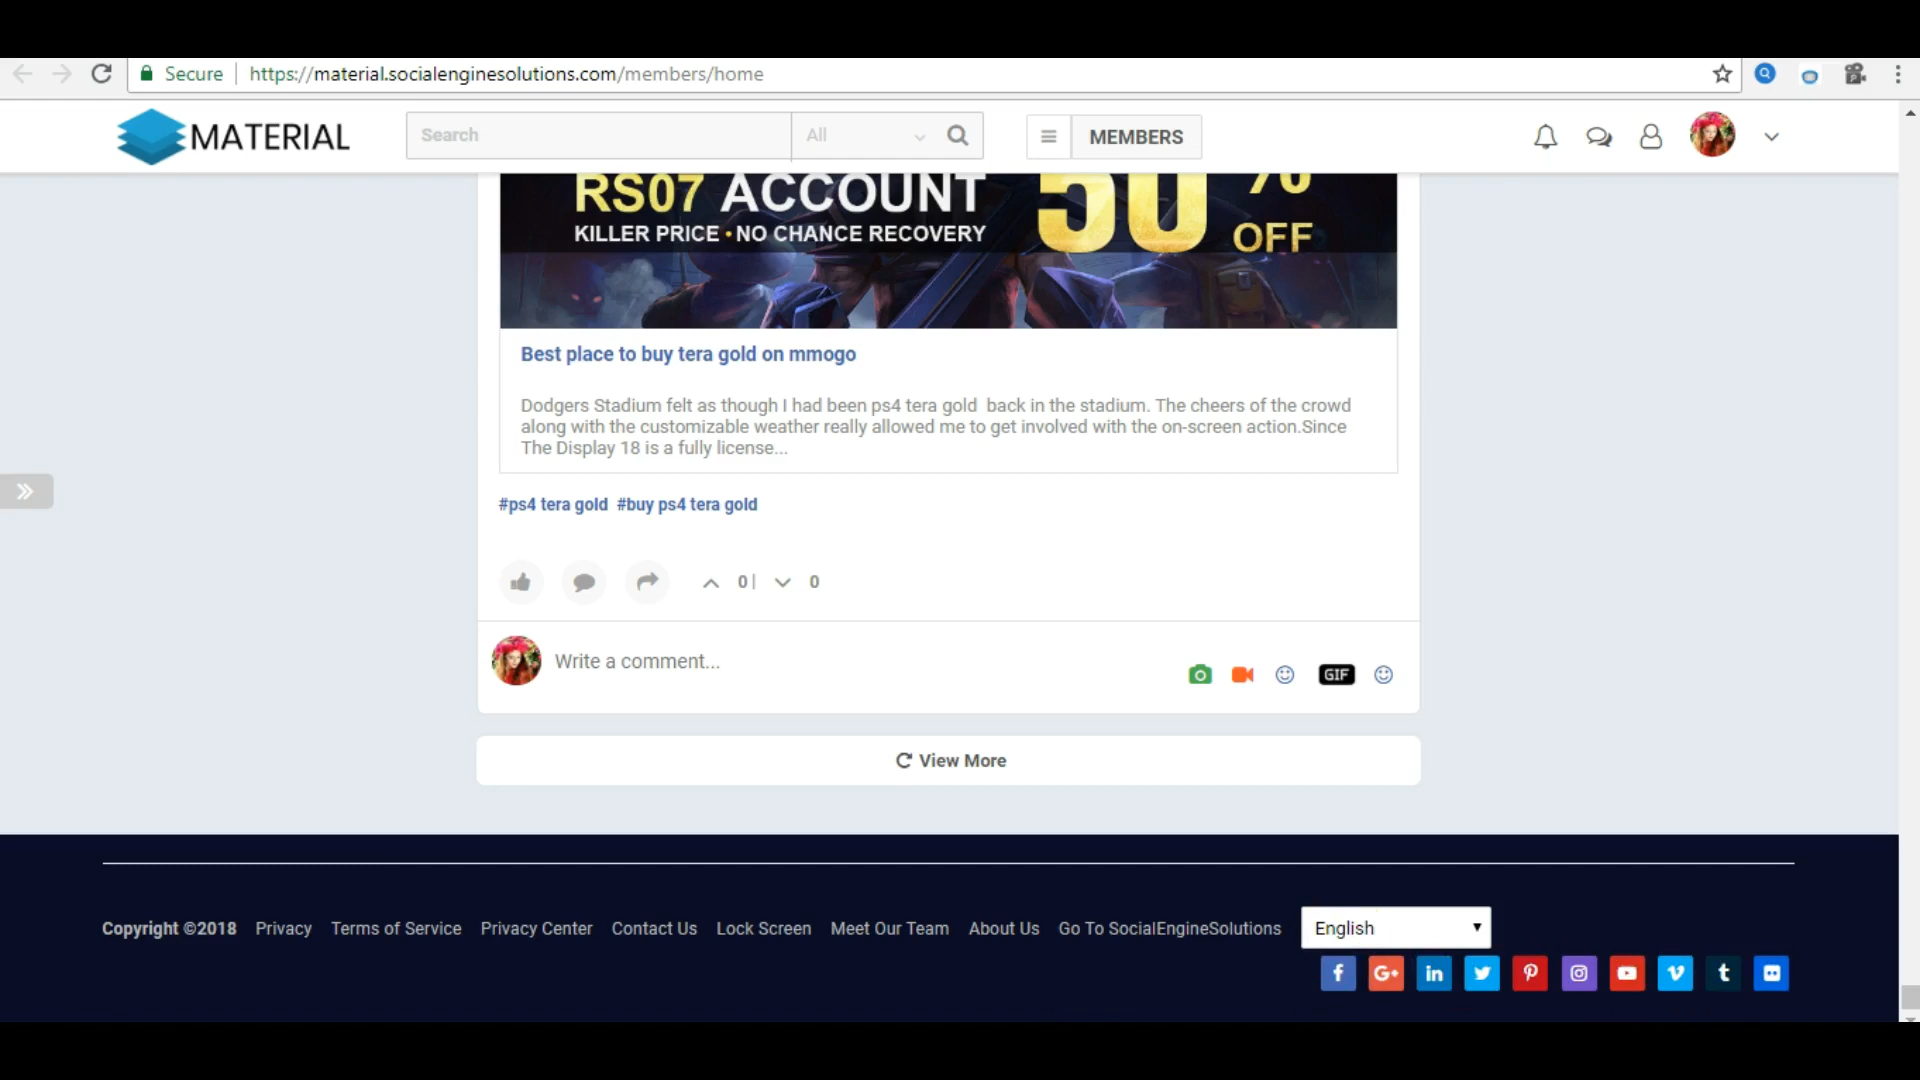 Secure https://material.socialenginesolutions.com/members/home
MATERIAL
Search
All
MEMBERS
RS07 ACCOUNT
KILLER PRICE • NO CHANCE RECOVERY
50 %
OFF
Best place to buy tera gold on mmogo
Dodgers Stadium felt as though I had been ps4 tera gold  back in the stadium. The cheers of the crowd
along with the customizable weather really allowed me to get involved with the on-screen action.Since
The Display 18 is a fully license...
#ps4 tera gold #buy ps4 tera gold
0 | 0
Write a comment...
GIF
View More
Copyright ©2018 Privacy Terms of Service Privacy Center Contact Us Lock Screen Meet Our Team About Us Go To SocialEngineSolutions English
f G+ in t